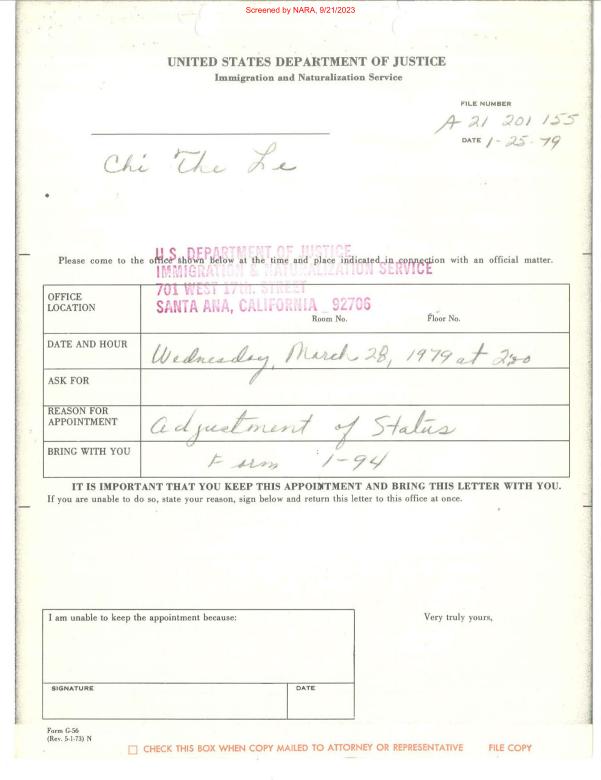 Screened by NARA, 9/21/2023
UNITED STATES DEPARTMENT OF JUSTICE
Immigration and Naturalization Service
FILE NUMBER
A 21 201 155
DATE 1-25-79
Chi The Le
U.S. DEPARTMENT OF JUSTICE
Please come to the office shown below at the time and place indicated in connection with an official matter.
IMMIGRATION & NATURALIZATION SERVICE
701 WEST 17th. STREET
SANTA ANA, CALIFORNIA 92706
OFFICE LOCATION
Room No. Floor No.
DATE AND HOUR Wednesday, March 28, 1979 at 2:00
ASK FOR
REASON FOR APPOINTMENT Adjustment of Status
BRING WITH YOU Form I-94
IT IS IMPORTANT THAT YOU KEEP THIS APPOINTMENT AND BRING THIS LETTER WITH YOU.
If you are unable to do so, state your reason, sign below and return this letter to this office at once.
I am unable to keep the appointment because:
Very truly yours,
SIGNATURE DATE
Form G-56
(Rev. 5-1-73) N
CHECK THIS BOX WHEN COPY MAILED TO ATTORNEY OR REPRESENTATIVE FILE COPY